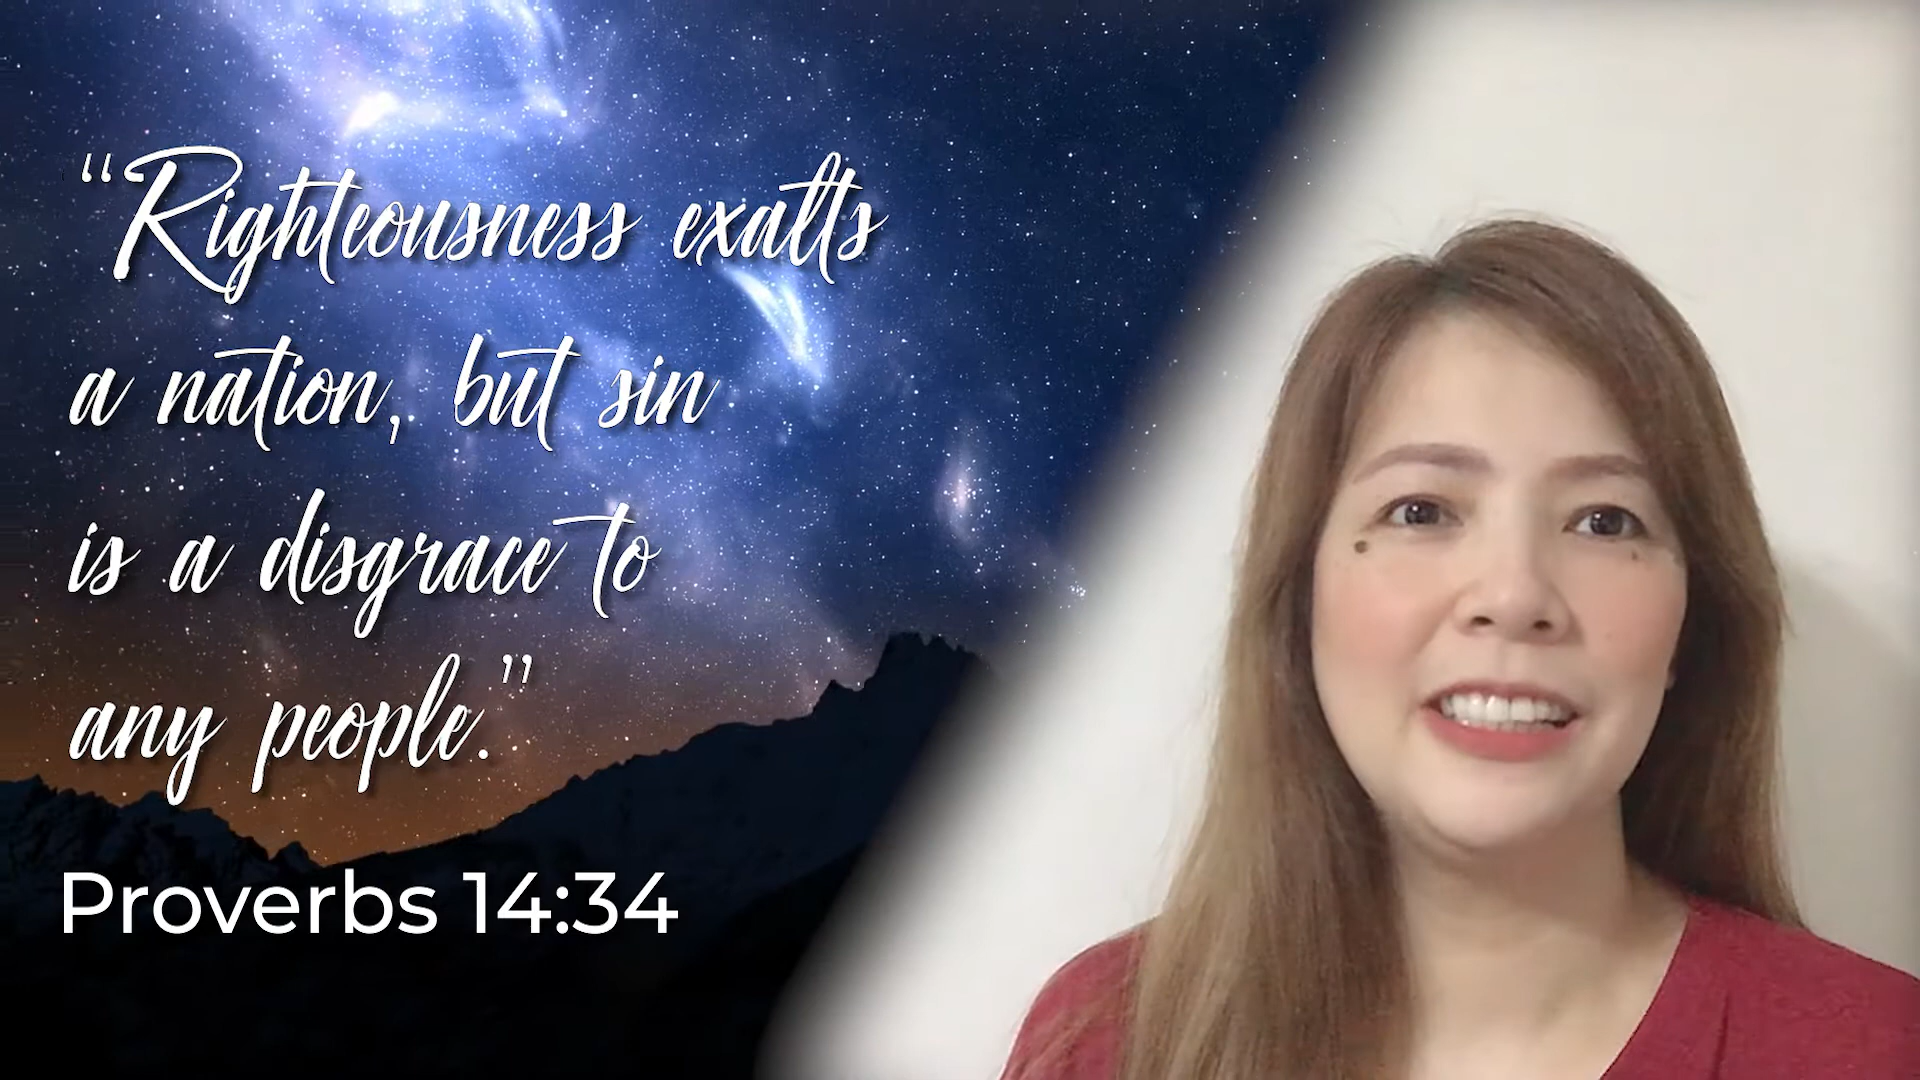 “Righteousness exalts
a nation, but sin
is a disgrace to
any people.”
Proverbs 14:34